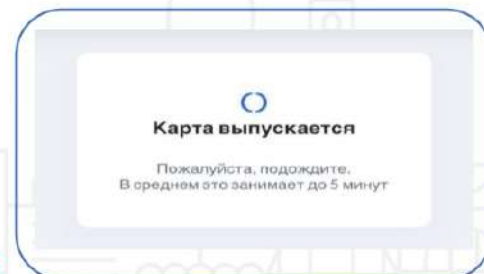 Карта выпускается
Пожалуйста, подождите.
В среднем это занимает до 5 минут